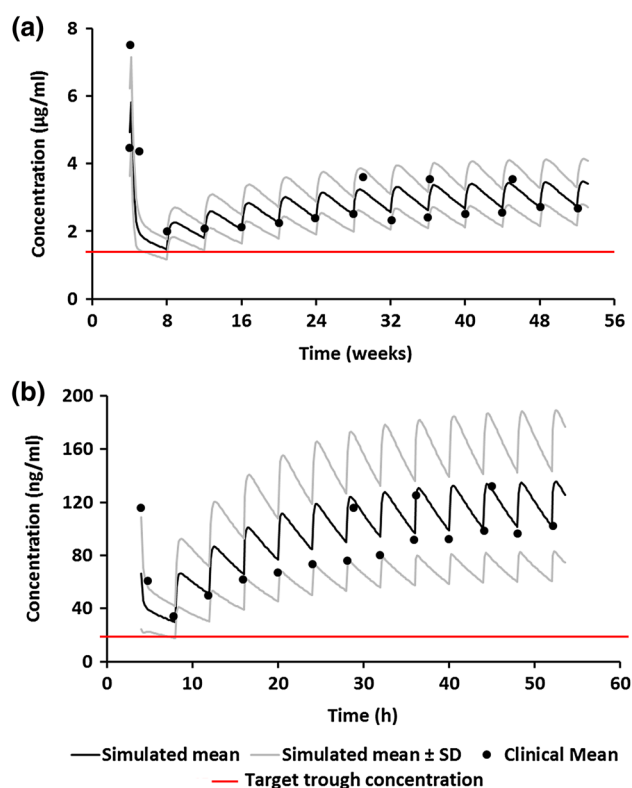 (a)
8
6
4
2
0
Concentration (µg/ml)
0 8 16 24 32 40 48 56
Time (weeks)
(b)
200
160
120
80
40
0
Concentration (ng/ml)
0 10 20 30 40 50 60
Time (h)
Simulated mean Simulated mean ± SD Clinical Mean
Target trough concentration